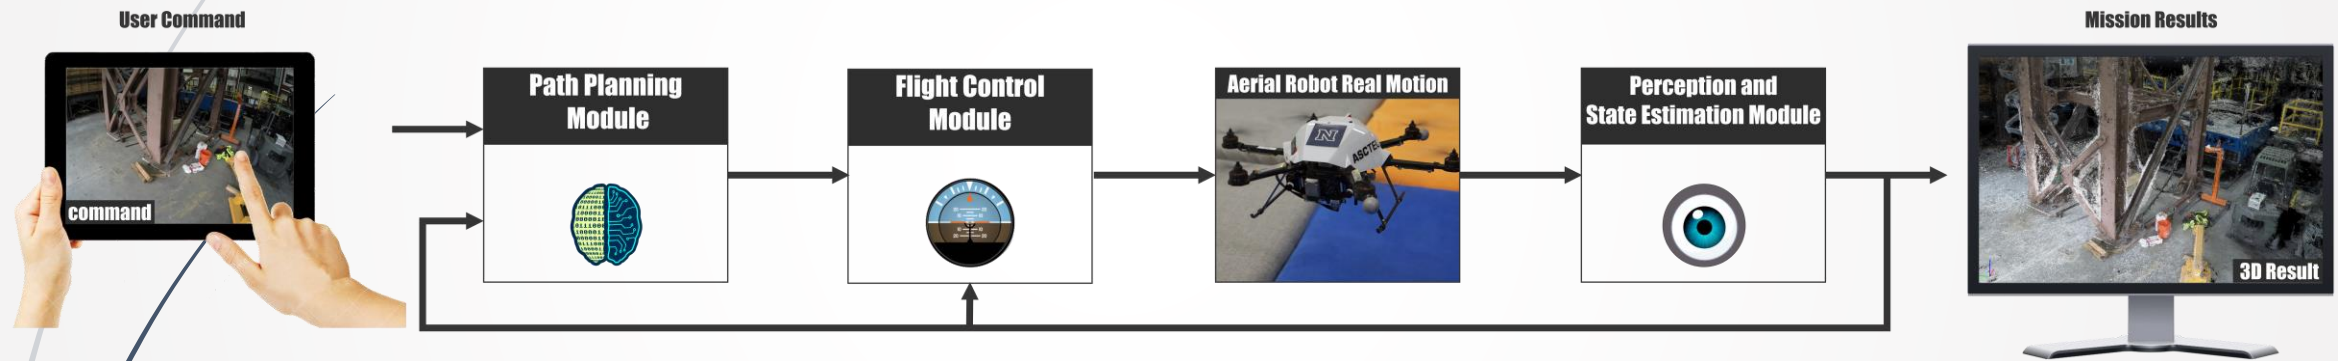 User Command
command
Path Planning
Module
Flight Control
Module
Aerial Robot Real Motion
N
ASCTEC
Perception and
State Estimation Module
Mission Results
3D Result